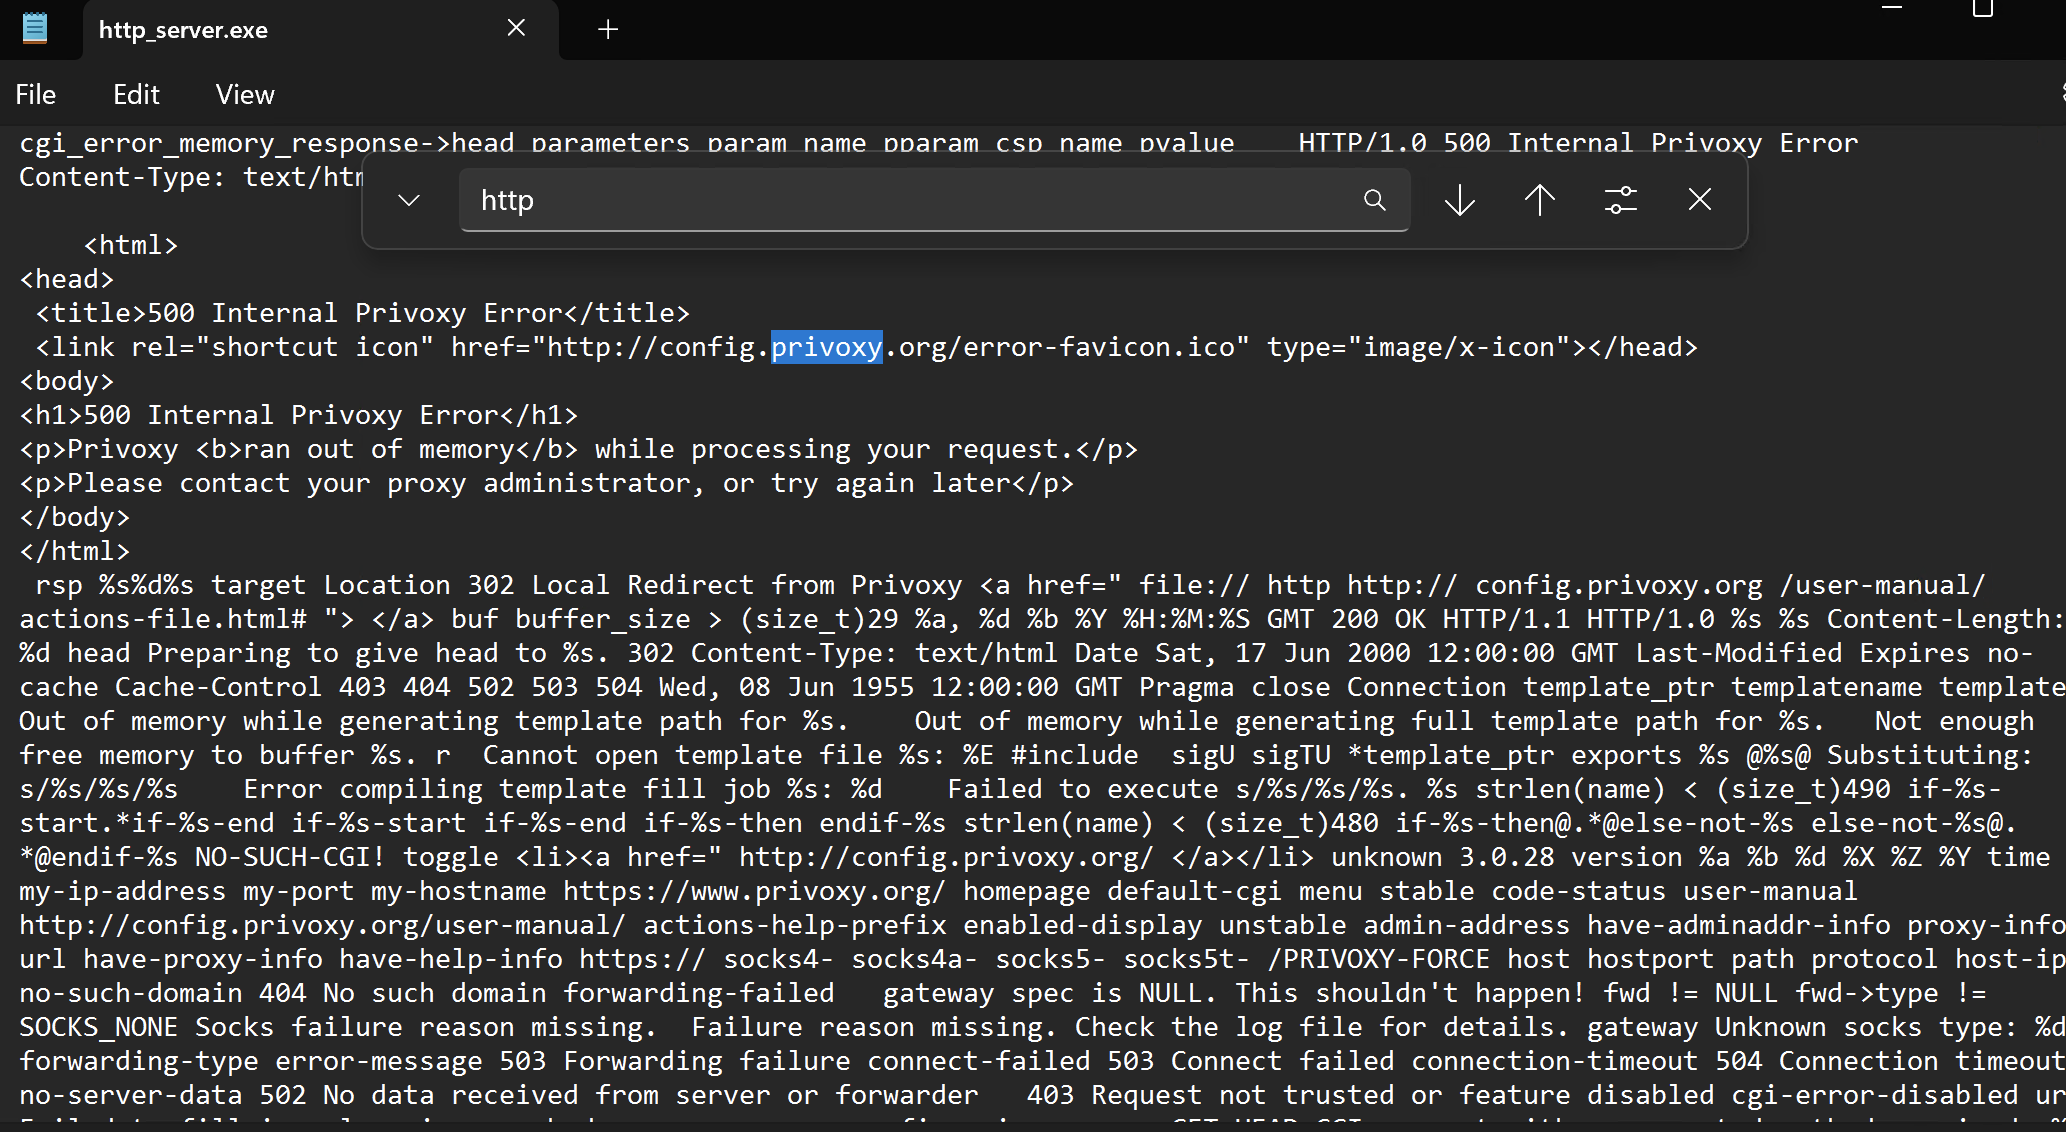 http_server.exe
File Edit View
cgi_error_memory_response->head parameters param_name pparam csp name pvalue    HTTP/1.0 500 Internal Privoxy Error
Content-Type:
http
<html>
<head>
<title>500 Internal Privoxy Error</title>
<link rel="shortcut icon" href="http://config.privoxy.org/error-favicon.ico" type="image/x-icon"></head>
<body>
<h1>500 Internal Privoxy Error</h1>
<p>Privoxy <b>ran out of memory</b> while processing your request.</p>
<p>Please contact your proxy administrator, or try again later</p>
</body>
</html>
rsp %s%d%s target Location 302 Local Redirect from Privoxy <a href=" file:// http http:// config.privoxy.org /user-manual/
actions-file.html# "> </a> buf buffer_size > (size_t)29 %a, %d %b %Y %H:%M:%S GMT 200 OK HTTP/1.1 HTTP/1.0 %s %s Content-Length:
%d head Preparing to give head to %s. 302 Content-Type: text/html Date Sat, 17 Jun 2000 12:00:00 GMT Last-Modified Expires no-
cache Cache-Control 403 404 502 503 504 Wed, 08 Jun 1955 12:00:00 GMT Pragma close Connection template_ptr templatename template
Out of memory while generating template path for %s.    Out of memory while generating full template path for %s.   Not enough
free memory to buffer %s. r  Cannot open template file %s: %E #include  sigU sigTU *template_ptr exports %s @%s@ Substituting:
s/%s/%s/%s    Error compiling template fill job %s: %d    Failed to execute s/%s/%s/%s. %s strlen(name) < (size_t)490 if-%s-
start.*if-%s-end if-%s-start if-%s-end if-%s-then endif-%s strlen(name) < (size_t)480 if-%s-then@.*@else-not-%s else-not-%s@.
*@endif-%s NO-SUCH-CGI! toggle <li><a href=" http://config.privoxy.org/ </a></li> unknown 3.0.28 version %a %b %d %X %Z %Y time
my-ip-address my-port my-hostname https://www.privoxy.org/ homepage default-cgi menu stable code-status user-manual
http://config.privoxy.org/user-manual/ actions-help-prefix enabled-display unstable admin-address have-adminaddr-info proxy-info
url have-proxy-info have-help-info https:// socks4- socks4a- socks5- socks5t- /PRIVOXY-FORCE host hostport path protocol host-ip
no-such-domain 404 No such domain forwarding-failed   gateway spec is NULL. This shouldn't happen! fwd != NULL fwd->type !=
SOCKS_NONE Socks failure reason missing.  Failure reason missing. Check the log file for details. gateway Unknown socks type: %d
forwarding-type error-message 503 Forwarding failure connect-failed 503 Connect failed connection-timeout 504 Connection timeout
no-server-data 502 No data received from server or forwarder   403 Request not trusted or feature disabled cgi-error-disabled ur